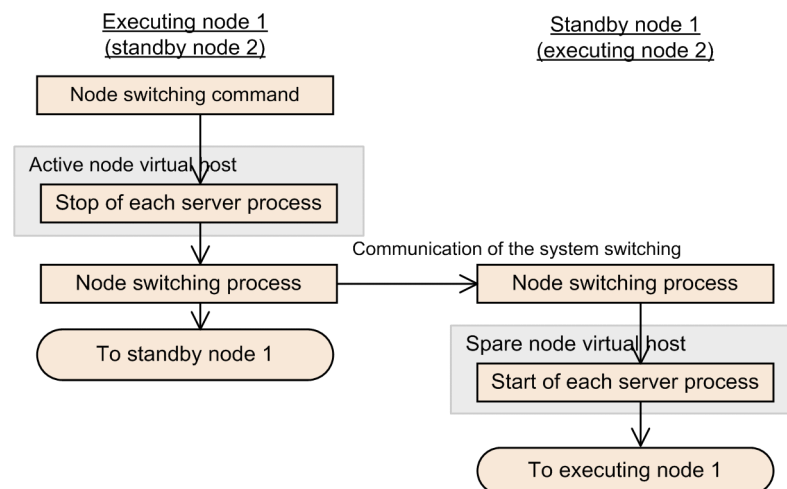 Executing node 1
(standby node 2)
Standby node 1
(executing node 2)
Node switching command
Active node virtual host
Stop of each server process
Communication of the system switching
Node switching process
Node switching process
To standby node 1
Spare node virtual host
Start of each server process
To executing node 1